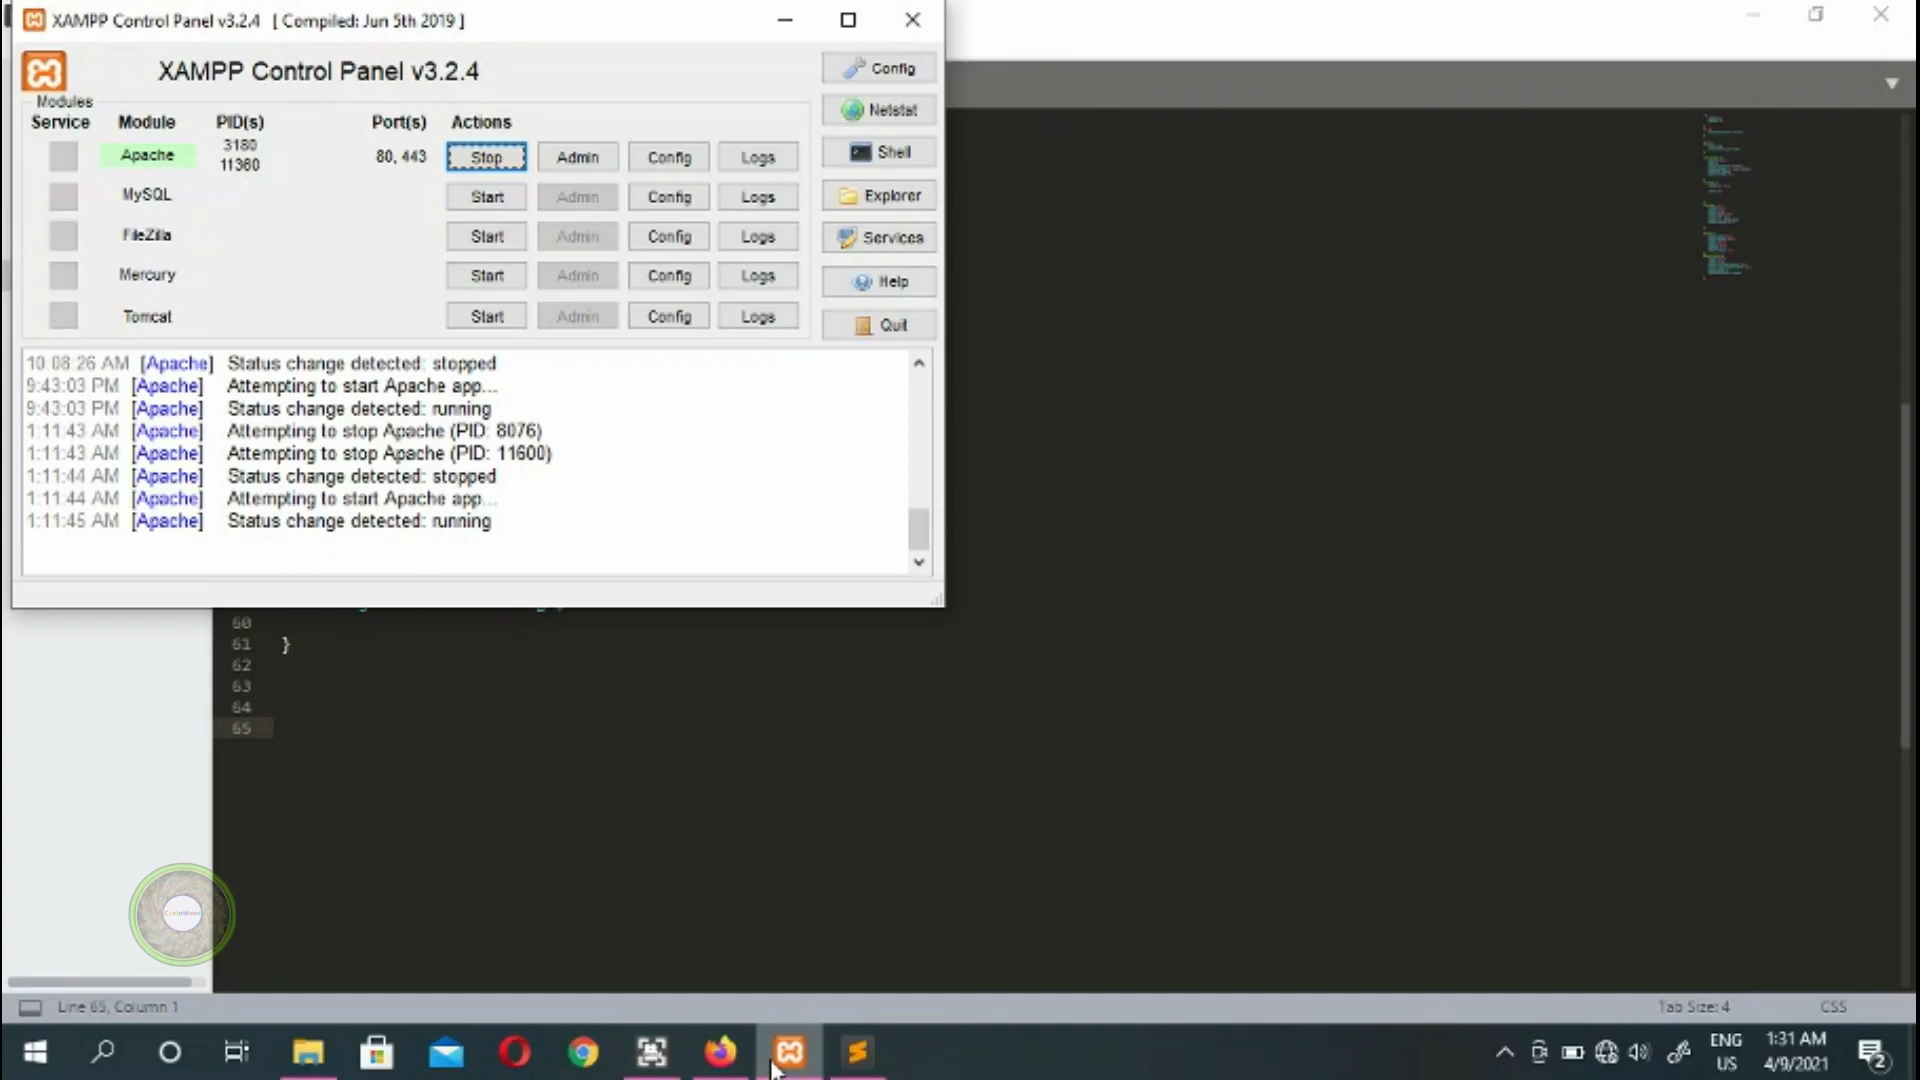 XAMPP Control Panel v3.2.4 [ Compiled: Jun 5th 2019 ]
XAMPP Control Panel v3.2.4
Config
Modules
Service Module PID(s) Port(s) Actions
Netstat
Apache 3180 80, 443 Stop Admin Config Logs
11360
Shell
MySQL Start Admin Config Logs
Explorer
FileZilla Start Admin Config Logs
Services
Mercury Start Admin Config Logs
Help
Tomcat Start Admin Config Logs
Quit
10:08:26 AM [Apache] Status change detected: stopped
9:43:03 PM [Apache] Attempting to start Apache app...
9:43:03 PM [Apache] Status change detected: running
1:11:43 AM [Apache] Attempting to stop Apache (PID: 8076)
1:11:43 AM [Apache] Attempting to stop Apache (PID: 11600)
1:11:44 AM [Apache] Status change detected: stopped
1:11:44 AM [Apache] Attempting to start Apache app...
1:11:45 AM [Apache] Status change detected: running
60
61 }
62
63
64
65
Line 65, Column 1 Tab Size: 4 CSS
ENG 1:31 AM
US 4/9/2021 2